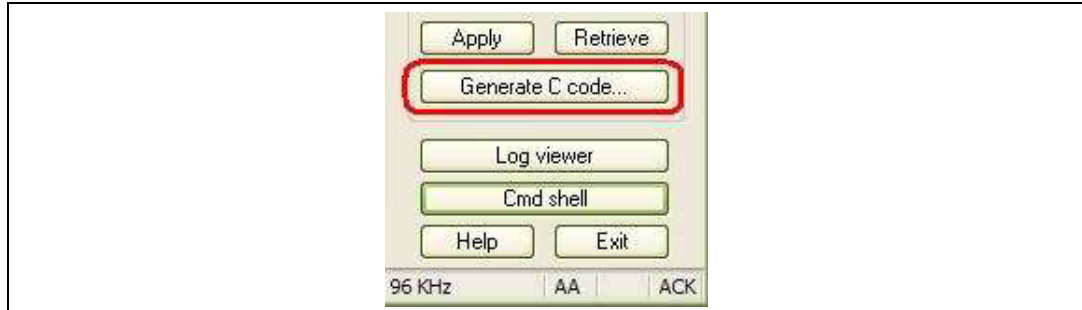 Apply Retrieve
Generate C code...
Log viewer
Cmd shell
Help Exit
96 KHz AA ACK